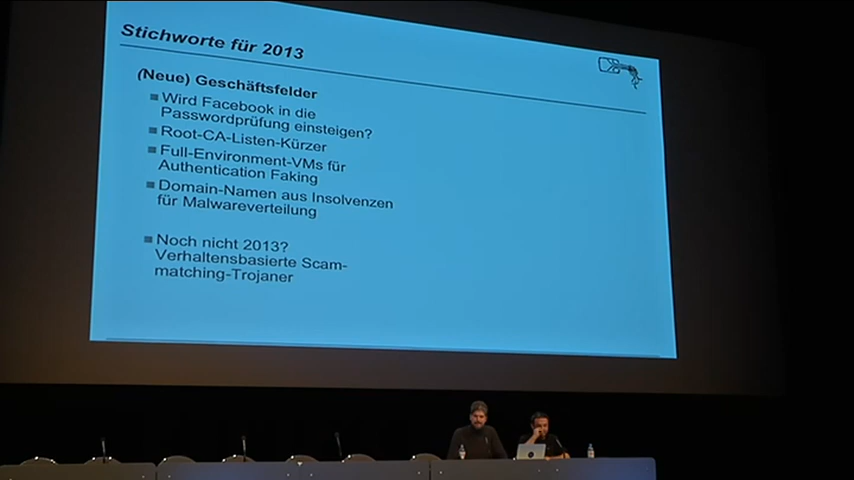 Stichworte für 2013
(Neue) Geschäftsfelder
Wird Facebook in die
Passwordprüfung einsteigen?
Root-CA-Listen-Kürzer
Full-Environment-VMs für
Authentication Faking
Domain-Namen aus Insolvenzen
für Malwareverteilung
Noch nicht 2013?
Verhaltensbasierte Scam-
matching-Trojaner